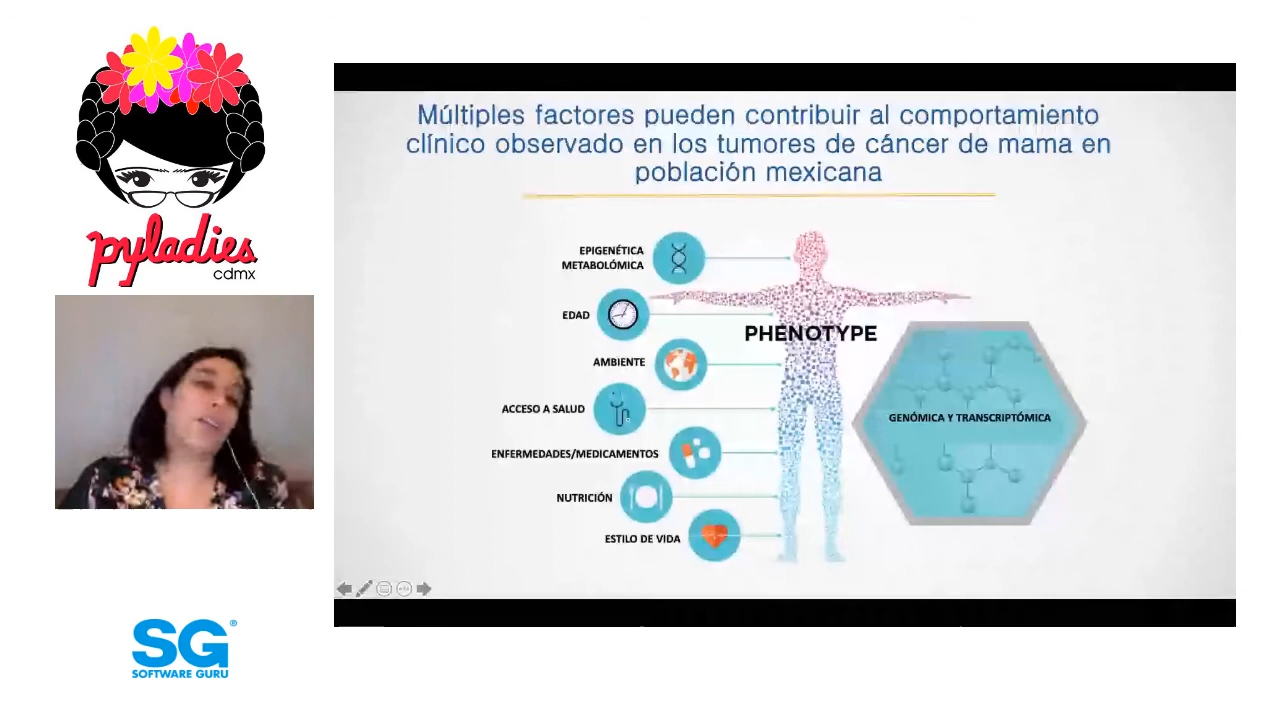 pyladies
cdmx
SG®
SOFTWARE GURU
Múltiples factores pueden contribuir al comportamiento
clínico observado en los tumores de cáncer de mama en
población mexicana
EPIGENÉTICA
METABOLÓMICA
EDAD
AMBIENTE
ACCESO A SALUD
ENFERMEDADES/MEDICAMENTOS
NUTRICIÓN
ESTILO DE VIDA
PHENOTYPE
GENÓMICA Y TRANSCRIPTÓMICA